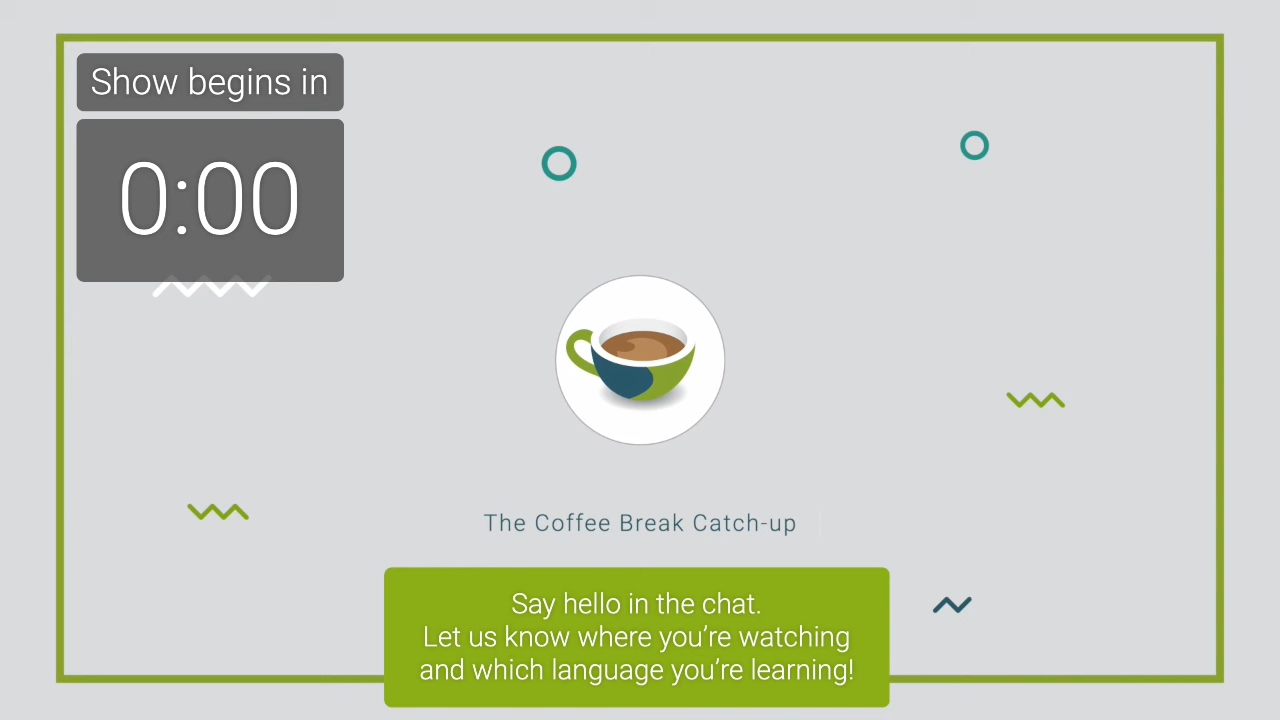 Show begins in
0:00
The Coffee Break Catch-up
Say hello in the chat.
Let us know where you’re watching
and which language you’re learning!